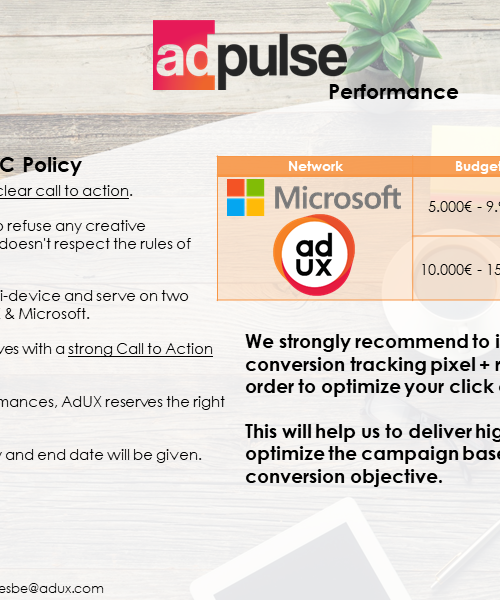 adpulse
Performance
C Policy
clear call to action.
refuse any creative
doesn't respect the rules of
i-device and serve on two
& Microsoft.
ves with a strong Call to Action
mances, AdUX reserves the right
and end date will be given.
esbe@adux.com
Network
Budget
Microsoft
ad
ux
5.000€ - 9.9
10.000€ - 15
We strongly recommend to i
conversion tracking pixel + r
order to optimize your click
This will help us to deliver hig
optimize the campaign base
conversion objective.